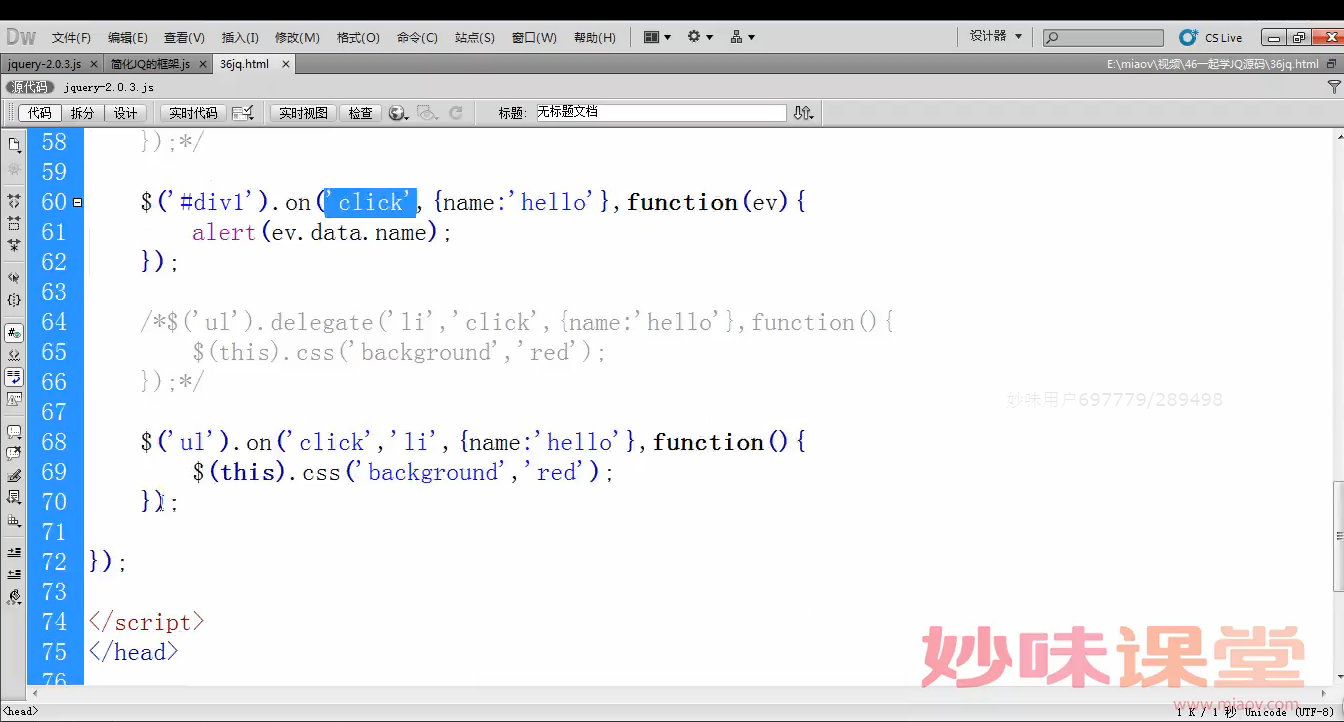 Dw 文件(F) 编辑(E) 查看(V) 插入(I) 修改(M) 格式(O) 命令(C) 站点(S) 窗口(W) 帮助(H) 设计器 CS Live
jquery-2.0.3.js × 简化JQ的框架.js × 36jq.html × E:\miaov\视频\46一起学JQ源码\36jq.html
源代码 jquery-2.0.3.js
代码 拆分 设计 实时代码 实时视图 检查 标题: 无标题文档
58 });*/
59
60 $('#div1').on('click',{name:'hello'},function(ev){
61 alert(ev.data.name);
62 });
63
64 /*$('ul').delegate('li','click',{name:'hello'},function(){
65 $(this).css('background','red');
66 });*/
67
妙味用户697779/289498
68 $('ul').on('click','li',{name:'hello'},function(){
69 $(this).css('background','red');
70 });
71
72 });
73
74 </script>
75 </head>
76
妙味课堂
www.miaov.com
<head> 1 K / 1 秒 Unicode (UTF-8)